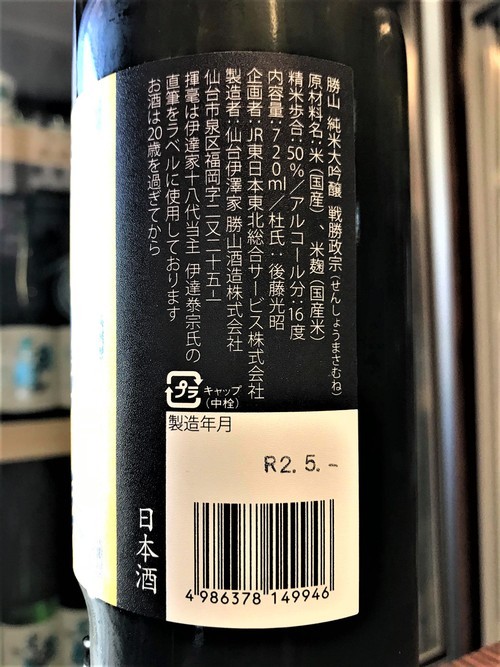 勝山 純米大吟醸 戦勝政宗(せんしょうまさむね)
原材料名：米(国産)、米麹(国産米)
精米歩合：50%/アルコール分：16度
内容量：720ml/杜氏：後藤光昭
企画者：JR東日本東北総合サービス株式会社
製造者：仙台伊澤家 勝山酒造株式会社
仙台市泉区福岡字二又二十五ー一
揮毫は伊達家十八代当主 伊達泰宗氏の
直筆をラベルに使用しております
お酒は20歳を過ぎてから
プラ
キャップ
(中栓)
製造年月
R2. 5. -
日本酒
4 986378 149946